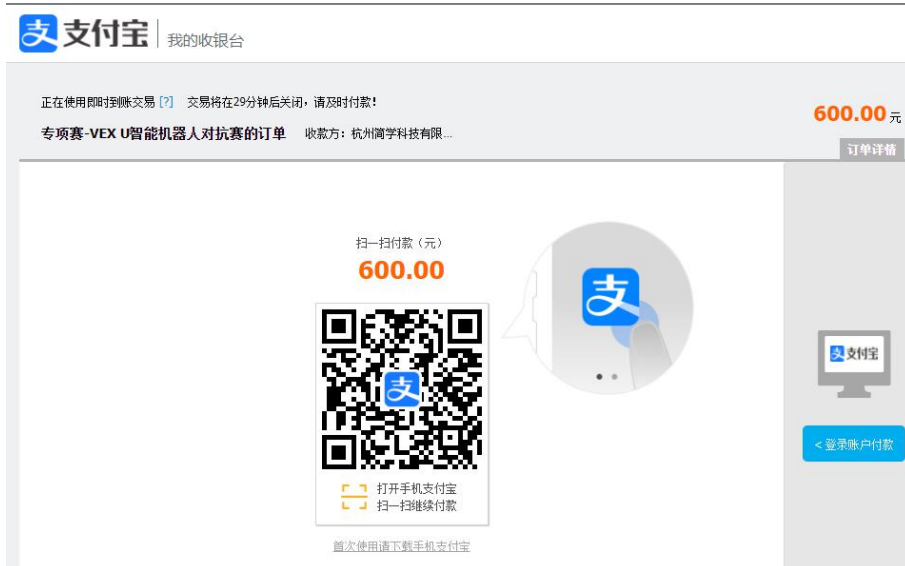 支 支付宝 我的收银台
正在使用即时到账交易 [?] 交易将在29分钟后关闭，请及时付款！
专项赛-VEX U智能机器人对抗赛的订单 收款方：杭州简学科技有限...
600.00 元
订单详情
扫一扫付款（元）
600.00
支
支
打开手机支付宝
扫一扫继续付款
首次使用请下载手机支付宝
支 支付宝
< 登录账户付款